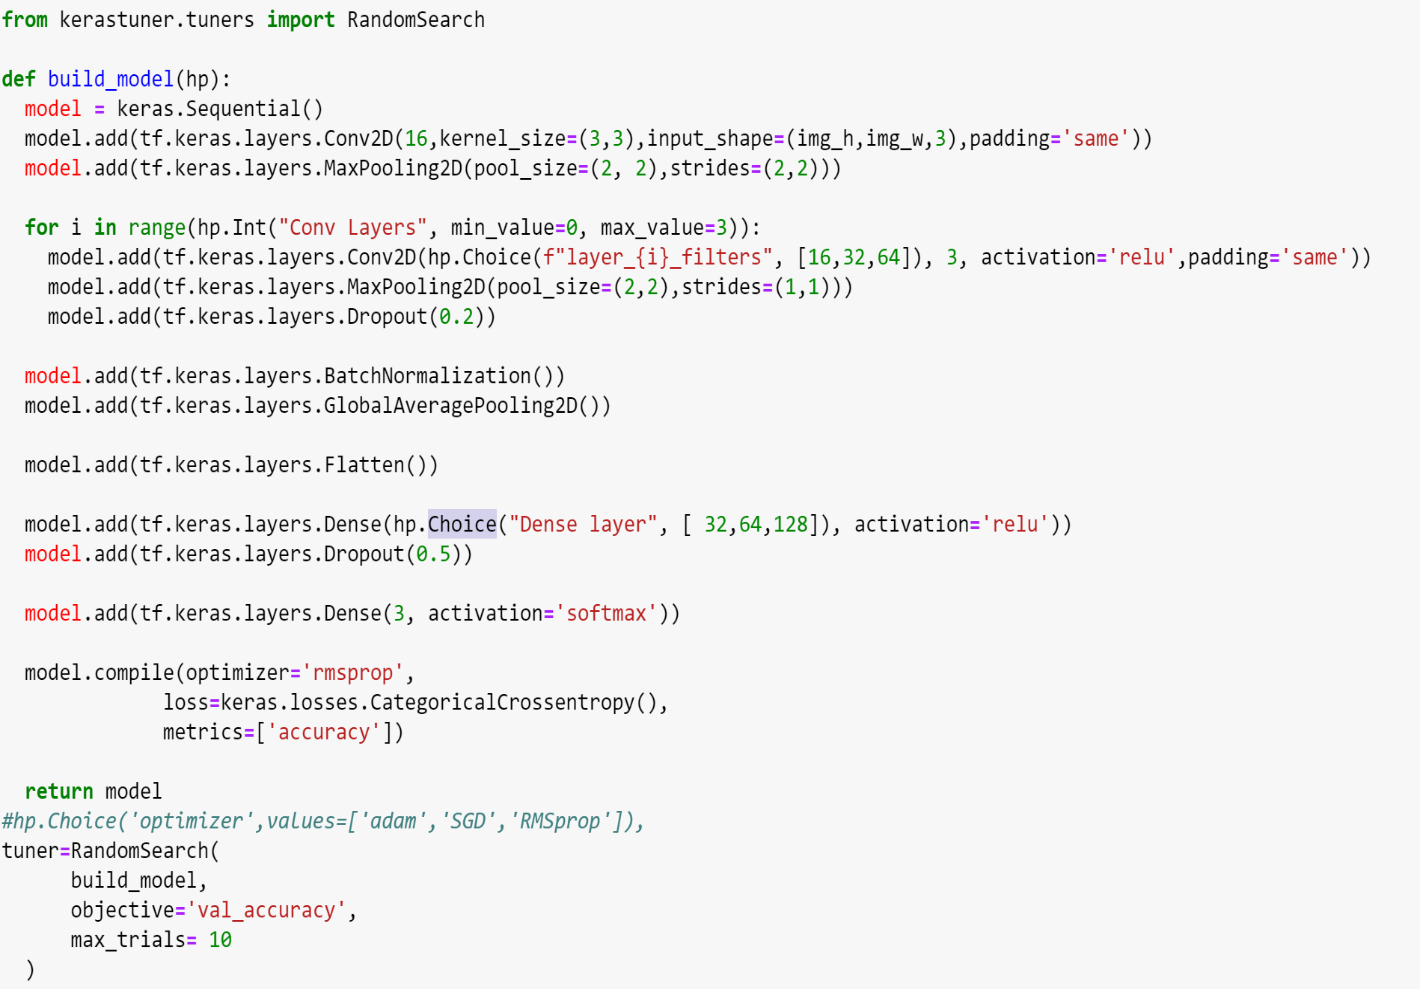 from kerastuner.tuners import RandomSearch
def build_model(hp):
model = keras.Sequential()
model.add(tf.keras.layers.Conv2D(16,kernel_size=(3,3),input_shape=(img_h,img_w,3),padding='same'))
model.add(tf.keras.layers.MaxPooling2D(pool_size=(2, 2),strides=(2,2)))
for i in range(hp.Int("Conv Layers", min_value=0, max_value=3)):
model.add(tf.keras.layers.Conv2D(hp.Choice(f"layer_{i}_filters", [16,32,64]), 3, activation='relu',padding='same'))
model.add(tf.keras.layers.MaxPooling2D(pool_size=(2,2),strides=(1,1)))
model.add(tf.keras.layers.Dropout(0.2))
model.add(tf.keras.layers.BatchNormalization())
model.add(tf.keras.layers.GlobalAveragePooling2D())
model.add(tf.keras.layers.Flatten())
model.add(tf.keras.layers.Dense(hp.Choice("Dense layer", [ 32,64,128]), activation='relu'))
model.add(tf.keras.layers.Dropout(0.5))
model.add(tf.keras.layers.Dense(3, activation='softmax'))
model.compile(optimizer='rmsprop',
loss=keras.losses.CategoricalCrossentropy(),
metrics=['accuracy'])
return model
#hp.Choice('optimizer',values=['adam','SGD','RMSprop']),
tuner=RandomSearch(
build_model,
objective='val_accuracy',
max_trials= 10
)